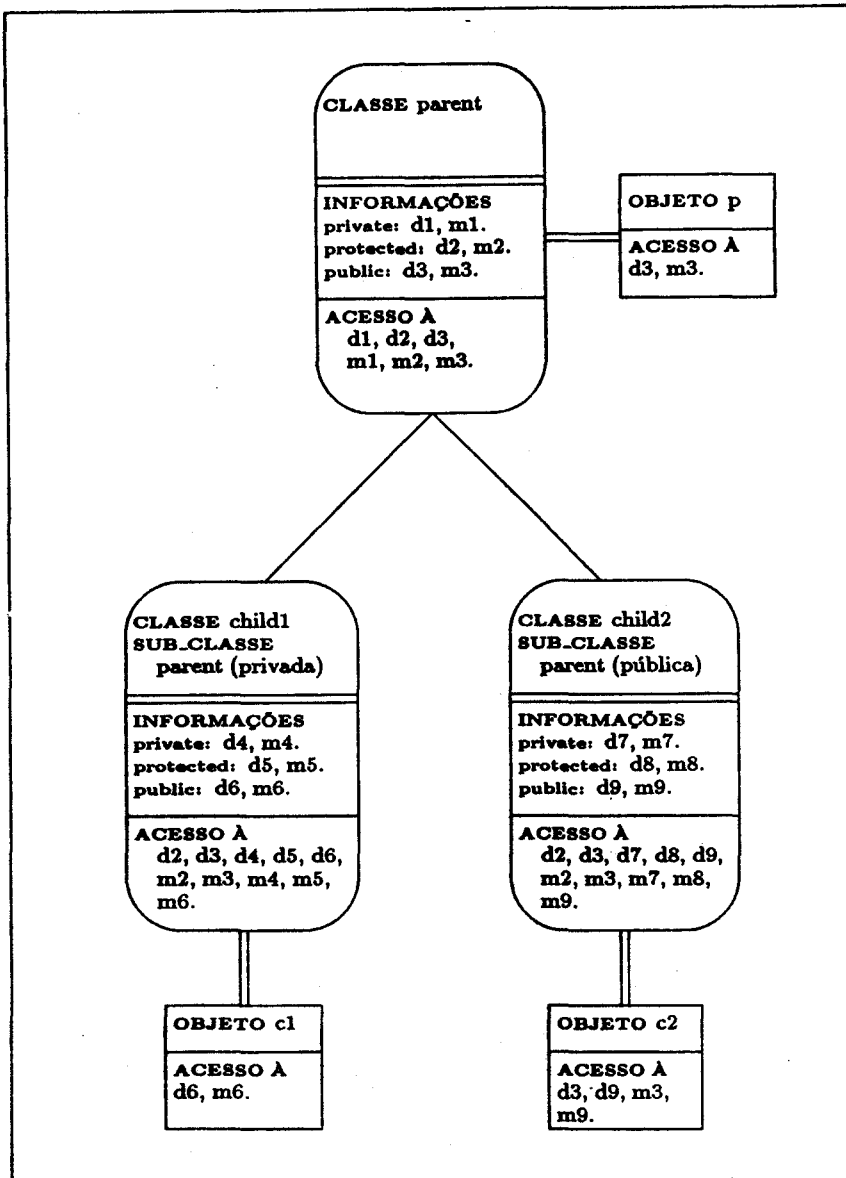 CLASSE parent
INFORMAÇÕES
private: d1, m1.
protected: d2, m2.
public: d3, m3.
ACESSO À
d1, d2, d3,
m1, m2, m3.
OBJETO p
ACESSO À
d3, m3.
CLASSE child1
SUB_CLASSE
parent (privada)
INFORMAÇÕES
private: d4, m4.
protected: d5, m5.
public: d6, m6.
ACESSO À
d2, d3, d4, d5, d6,
m2, m3, m4, m5,
m6.
OBJETO c1
ACESSO À
d6, m6.
CLASSE child2
SUB_CLASSE
parent (pública)
INFORMAÇÕES
private: d7, m7.
protected: d8, m8.
public: d9, m9.
ACESSO À
d2, d3, d7, d8, d9,
m2, m3, m7, m8,
m9.
OBJETO c2
ACESSO À
d3, d9, m3,
m9.